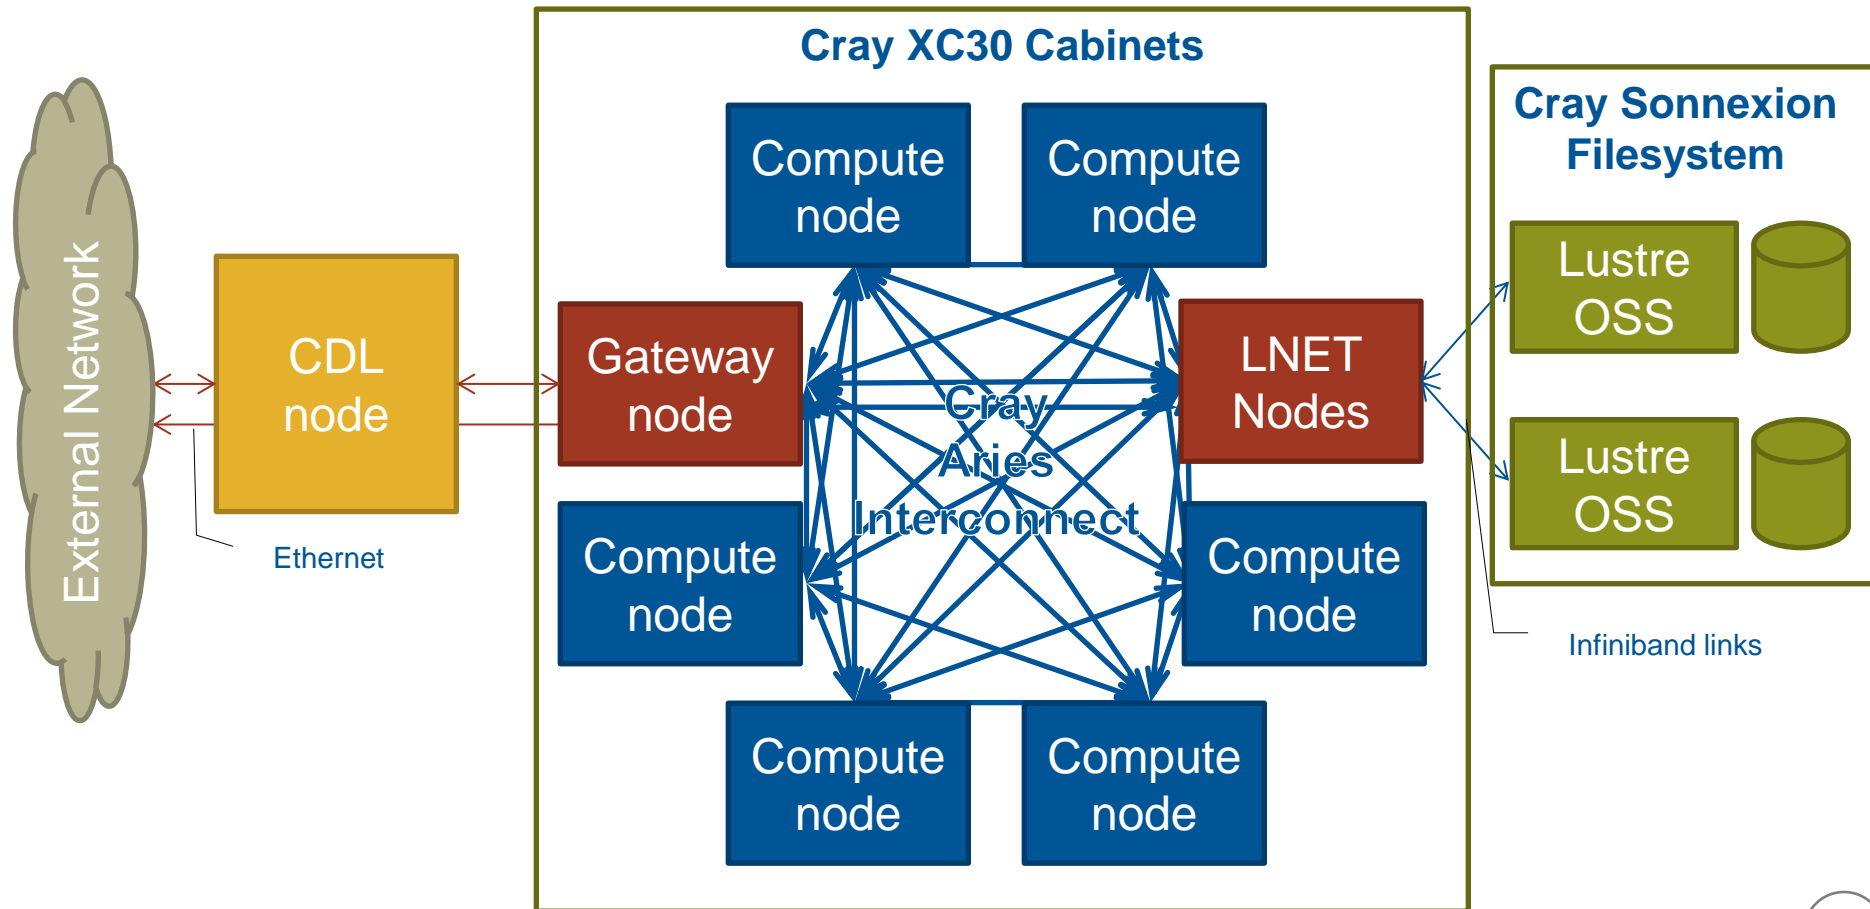 Cray XC30 Cabinets
Cray Sonnexion
Filesystem
External Network
CDL
node
Gateway
node
Compute
node
Compute
node
LNET
Nodes
Lustre
OSS
Lustre
OSS
Cray
Aries
Interconnect
Compute
node
Compute
node
Compute
node
Compute
node
Ethernet
Infiniband links